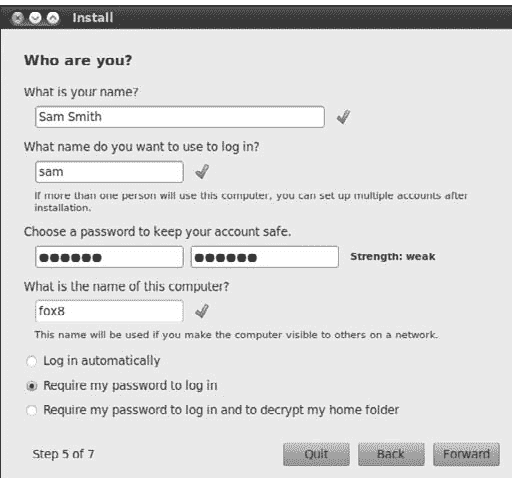 Install
Who are you?
What is your name?
Sam Smith
What name do you want to use to log in?
sam
If more than one person will use this computer, you can set up multiple accounts after
installation.
Choose a password to keep your account safe.
●●●●●● ●●●●●● Strength: weak
What is the name of this computer?
fox8
This name will be used if you make the computer visible to others on a network.
Log in automatically
Require my password to log in
Require my password to log in and to decrypt my home folder
Step 5 of 7 Quit Back Forward